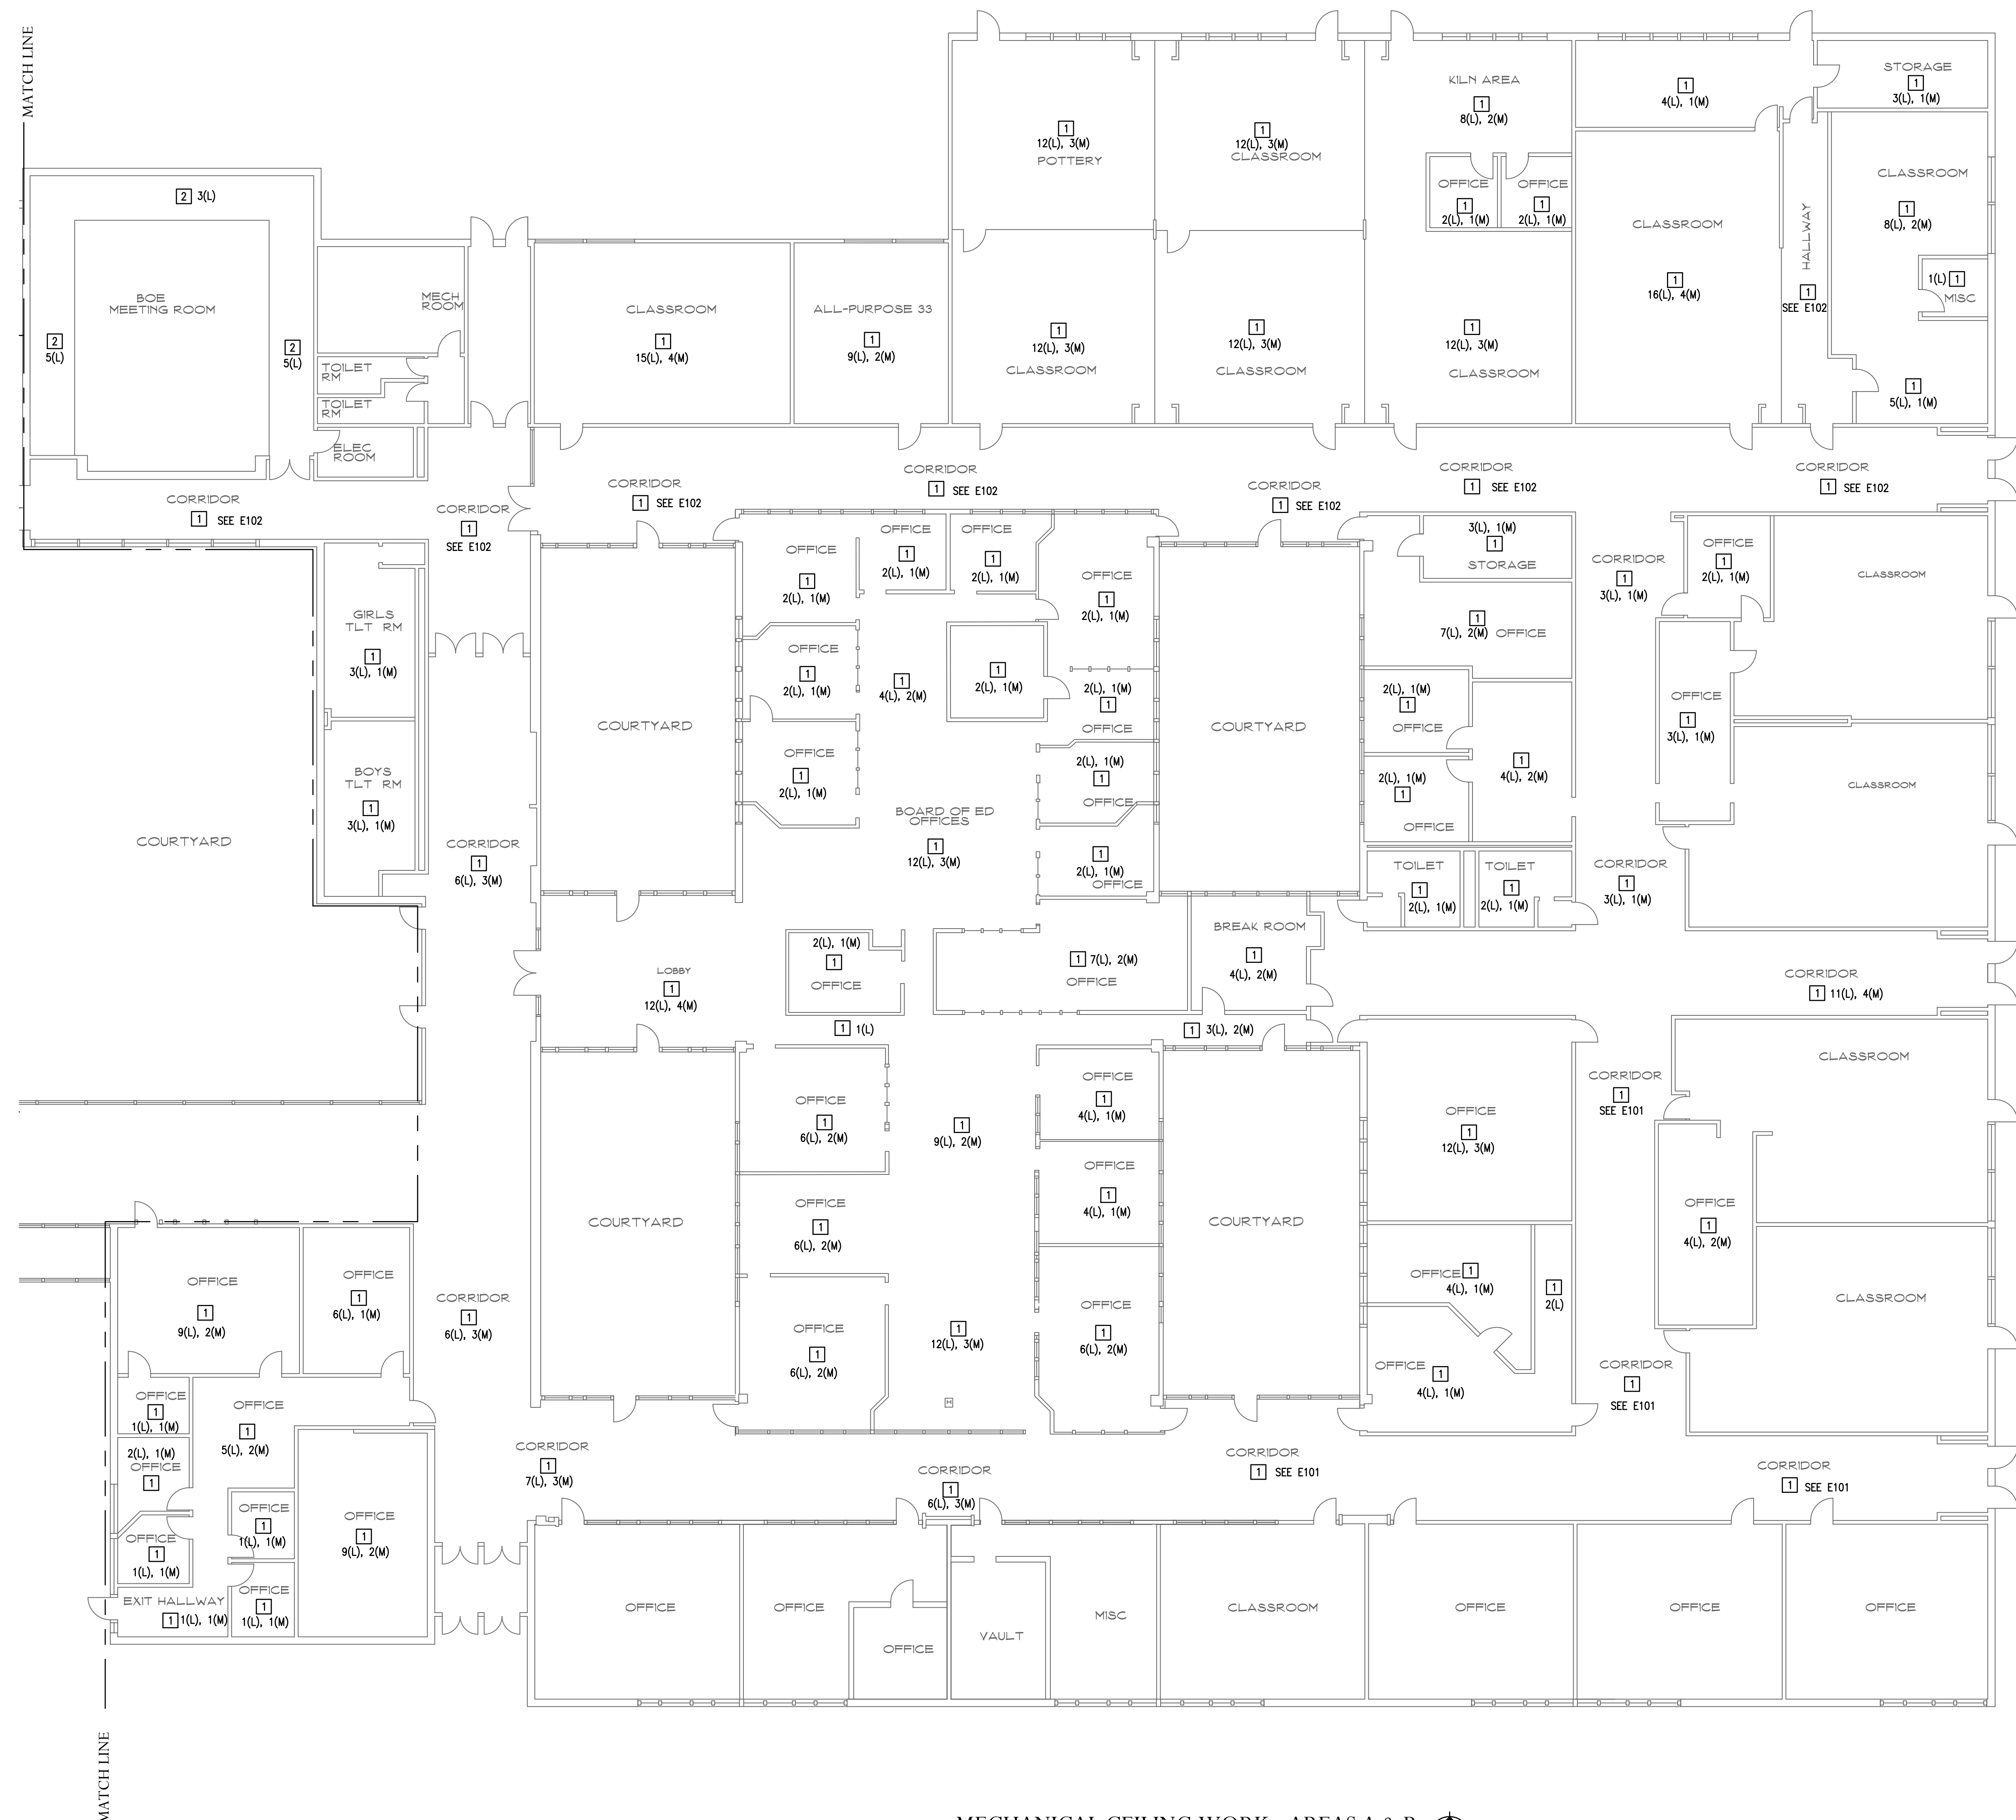 MATCH LINE
STORAGE
1
3(L), 1(M)
KILN AREA
1
8(L), 2(M)
1
4(L), 1(M)
1
12(L), 3(M)
POTTERY
1
12(L), 3(M)
CLASSROOM
OFFICE
1
2(L), 1(M)
OFFICE
1
2(L), 1(M)
CLASSROOM
1
8(L), 2(M)
2 3(L)
HALLWAY
1
SEE E102
CLASSROOM
1
16(L), 4(M)
1(L) 1
MISC
BOE
MEETING ROOM
2
5(L)
2
5(L)
MECH
ROOM
TOILET
RM
TOILET
RM
ELEC
ROOM
CLASSROOM
1
15(L), 4(M)
ALL-PURPOSE 33
1
9(L), 2(M)
1
12(L), 3(M)
CLASSROOM
1
12(L), 3(M)
CLASSROOM
1
12(L), 3(M)
CLASSROOM
1
5(L), 1(M)
CORRIDOR
1 SEE E102
CORRIDOR
1
SEE E102
CORRIDOR
1 SEE E102
CORRIDOR
1 SEE E102
CORRIDOR
1 SEE E102
CORRIDOR
1 SEE E102
CORRIDOR
1 SEE E102
OFFICE
1
2(L), 1(M)
OFFICE
1
2(L), 1(M)
1
2(L), 1(M)
OFFICE
OFFICE
1
2(L), 1(M)
3(L), 1(M)
1
STORAGE
CORRIDOR
1
3(L), 1(M)
OFFICE
1
2(L), 1(M)
CLASSROOM
GIRLS
TLT RM
1
3(L), 1(M)
OFFICE
1
2(L), 1(M)
1
4(L), 2(M)
1
2(L), 1(M)
2(L), 1(M)
1
OFFICE
1
7(L), 2(M) OFFICE
2(L), 1(M)
1
OFFICE
OFFICE
1
3(L), 1(M)
COURTYARD
COURTYARD
BOYS
TLT RM
1
3(L), 1(M)
OFFICE
1
2(L), 1(M)
2(L), 1(M)
1
OFFICE
2(L), 1(M)
1
OFFICE
1
4(L), 2(M)
CLASSROOM
COURTYARD
CORRIDOR
1
6(L), 3(M)
BOARD OF ED
OFFICES
1
12(L), 3(M)
1
2(L), 1(M)
OFFICE
TOILET
1
2(L), 1(M)
TOILET
1
2(L), 1(M)
CORRIDOR
1
3(L), 1(M)
LOBBY
1
12(L), 4(M)
2(L), 1(M)
1
OFFICE
1 7(L), 2(M)
OFFICE
BREAK ROOM
1
4(L), 2(M)
CORRIDOR
1 11(L), 4(M)
1 1(L)
1 3(L), 2(M)
OFFICE
1
6(L), 2(M)
1
9(L), 2(M)
OFFICE
1
4(L), 1(M)
OFFICE
1
12(L), 3(M)
CORRIDOR
1
SEE E101
CLASSROOM
OFFICE
1
4(L), 1(M)
COURTYARD
OFFICE
1
6(L), 2(M)
COURTYARD
OFFICE
1
4(L), 2(M)
OFFICE
1
9(L), 2(M)
OFFICE
1
6(L), 1(M)
CORRIDOR
1
6(L), 3(M)
OFFICE
1
6(L), 2(M)
1
12(L), 3(M)
OFFICE
1
6(L), 2(M)
OFFICE 1
4(L), 1(M)
1
2(L)
CLASSROOM
OFFICE 1
4(L), 1(M)
CORRIDOR
1
SEE E101
OFFICE
1
1(L), 1(M)
OFFICE
1
5(L), 2(M)
H
CORRIDOR
1
7(L), 3(M)
CORRIDOR
1
6(L), 3(M)
CORRIDOR
1 SEE E101
CORRIDOR
1 SEE E101
2(L), 1(M)
OFFICE
1
OFFICE
1
1(L), 1(M)
OFFICE
1
1(L), 1(M)
OFFICE
1
9(L), 2(M)
EXIT HALLWAY
1 1(L), 1(M)
OFFICE
1
1(L), 1(M)
OFFICE
OFFICE
OFFICE
VAULT
MISC
CLASSROOM
OFFICE
OFFICE
OFFICE
MATCH LINE
MECHANICAL CEILING WORK - AREAS A & B